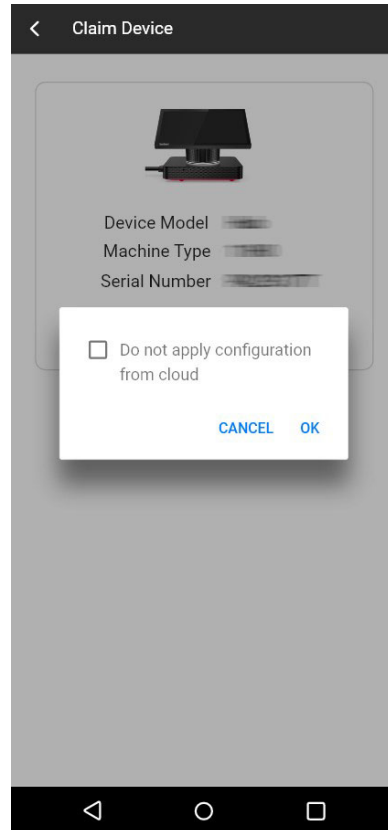 Claim Device
Device Model
Machine Type
Serial Number
Do not apply configuration
from cloud
CANCEL OK